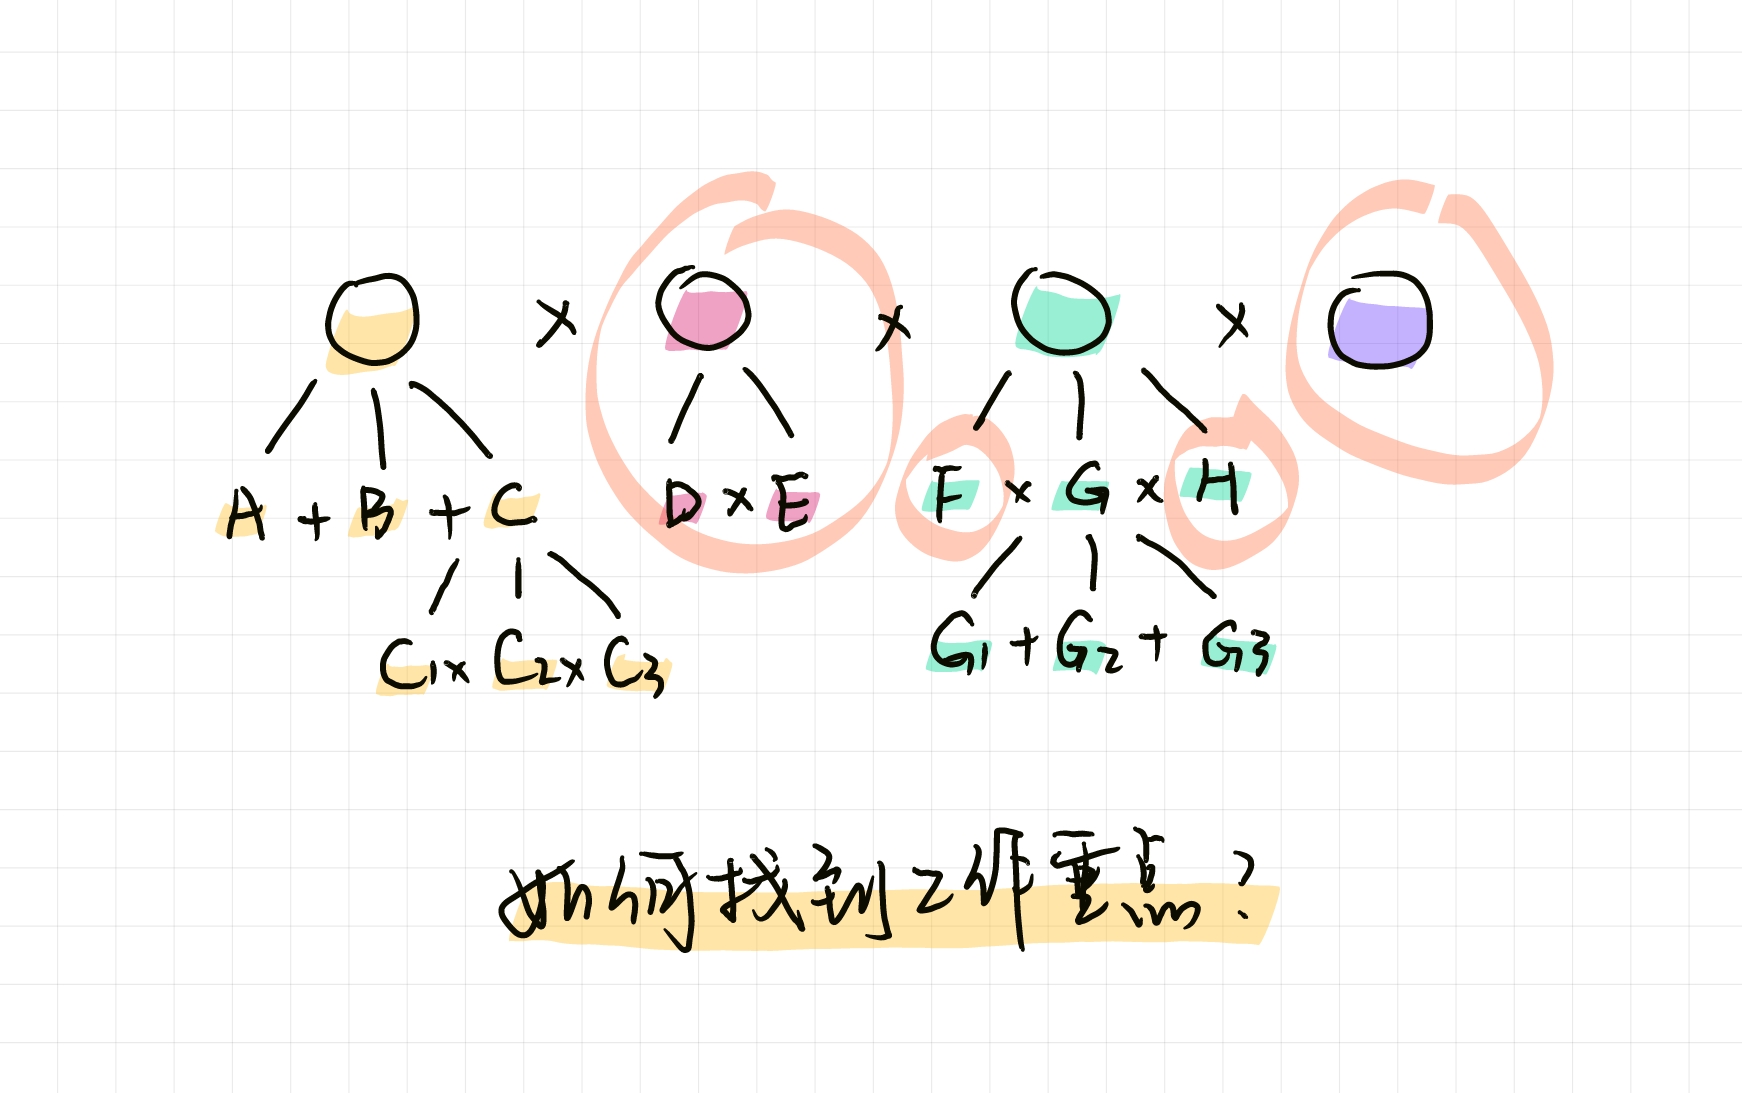 × × ×
A + B + C D × E F × G × H
C1 × C2 × C3 G1 + G2 + G3
如何找到工作重点?